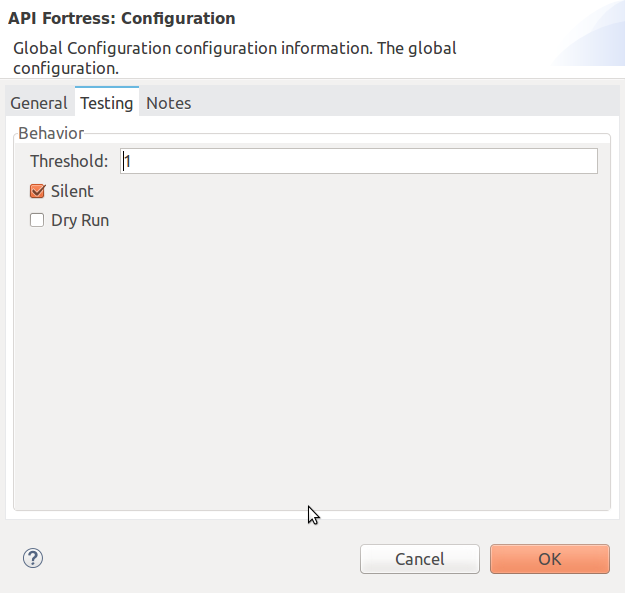 API Fortress: Configuration
Global Configuration configuration information. The global
configuration.
General Testing Notes
Behavior
Threshold: 1
Silent
Dry Run
? Cancel OK